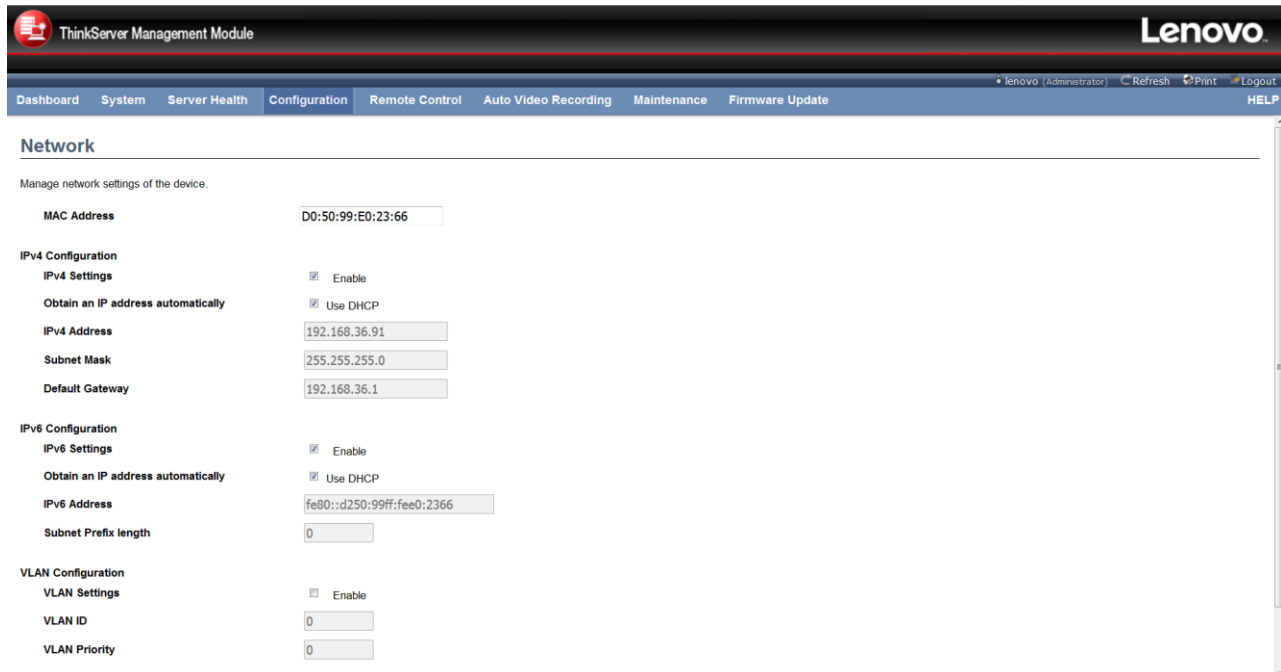 ThinkServer Management Module
Lenovo
lenovo (Administrator) Refresh Print Logout
Dashboard System Server Health Configuration Remote Control Auto Video Recording Maintenance Firmware Update HELP
Network
Manage network settings of the device.
MAC Address D0:50:99:E0:23:66
IPv4 Configuration
IPv4 Settings Enable
Obtain an IP address automatically Use DHCP
IPv4 Address 192.168.36.91
Subnet Mask 255.255.255.0
Default Gateway 192.168.36.1
IPv6 Configuration
IPv6 Settings Enable
Obtain an IP address automatically Use DHCP
IPv6 Address fe80::d250:99ff:fee0:2366
Subnet Prefix length 0
VLAN Configuration
VLAN Settings Enable
VLAN ID 0
VLAN Priority 0